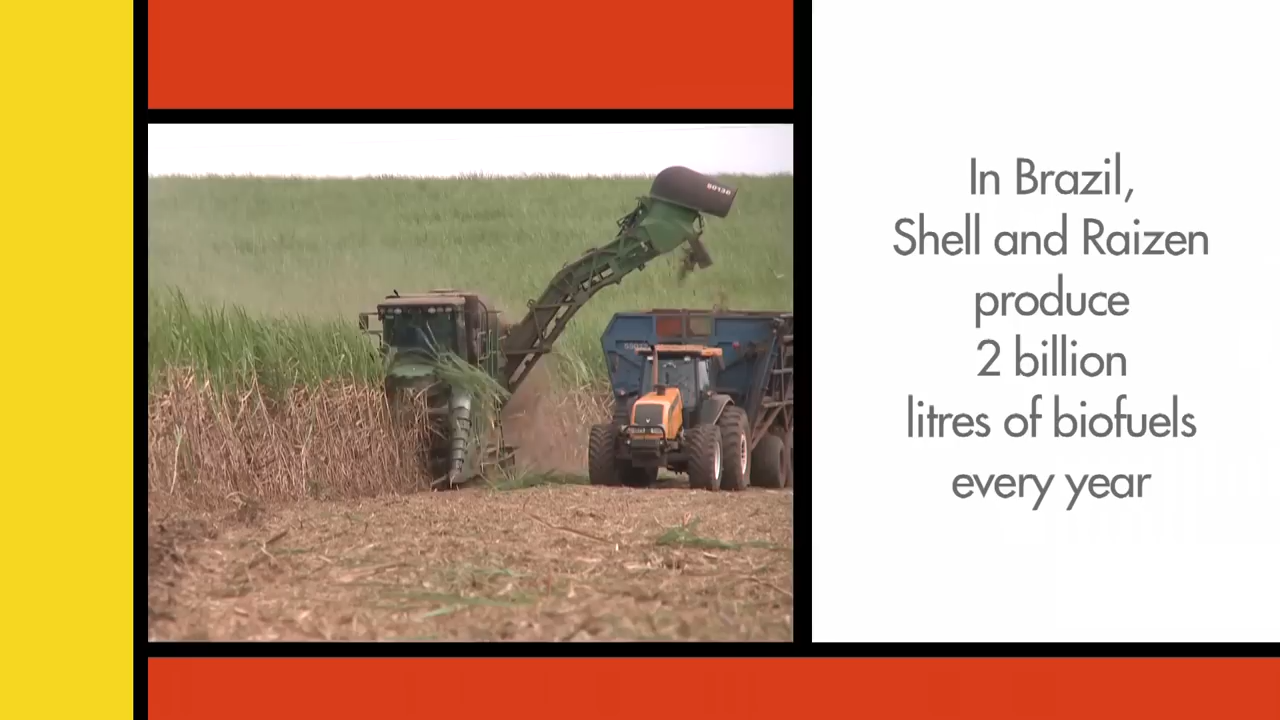 In Brazil,
Shell and Raizen
produce
2 billion
litres of biofuels
every year